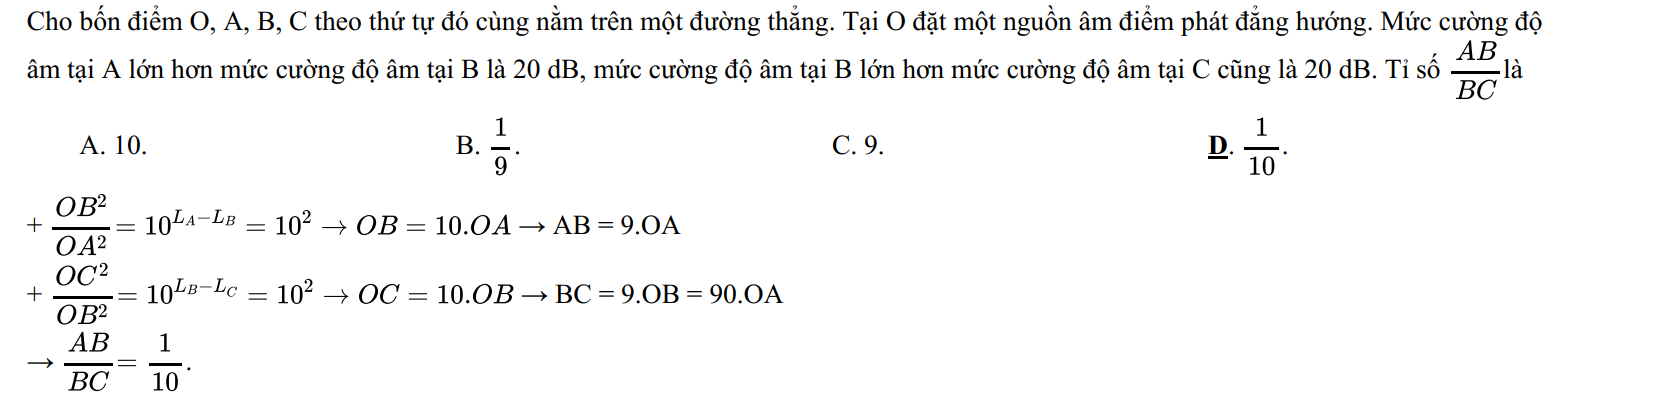 Cho bốn điểm O, A, B, C theo thứ tự đó cùng nằm trên một đường thẳng. Tại O đặt một nguồn âm điểm phát đẳng hướng. Mức cường độ
âm tại A lớn hơn mức cường độ âm tại B là 20 dB, mức cường độ âm tại B lớn hơn mức cường độ âm tại C cũng là 20 dB. Tỉ số \frac{AB}{BC} là
A. 10. B. \frac{1}{9}. C. 9. D. \frac{1}{10}.
+ \frac{OB^2}{OA^2} = 10^{L_A-L_B} = 10^2 → OB = 10.OA → AB = 9.OA
+ \frac{OC^2}{OB^2} = 10^{L_B-L_C} = 10^2 → OC = 10.OB → BC = 9.OB = 90.OA
→ \frac{AB}{BC} = \frac{1}{10}.